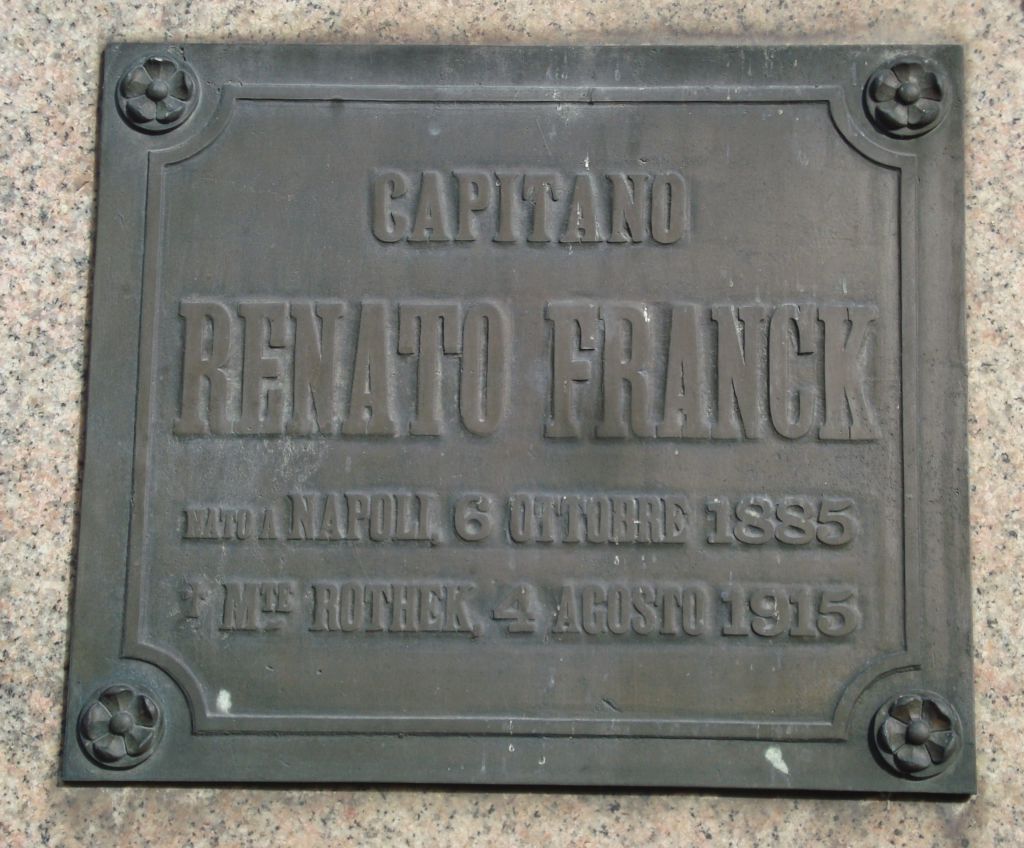 CAPITANO
RENATO FRANCK
NATO A NAPOLI, 6 OTTOBRE 1885
† MTE ROTHEK, 4 AGOSTO 1915